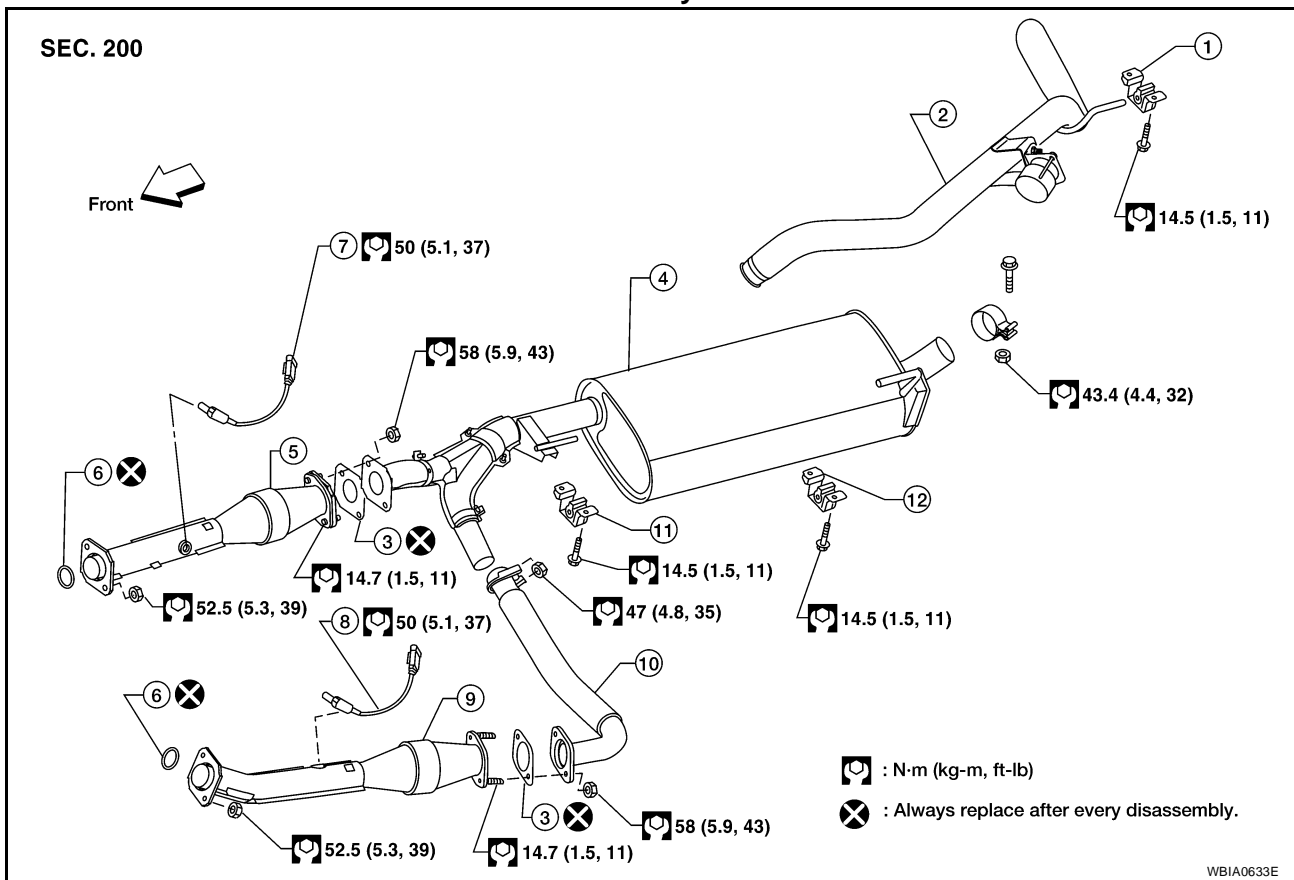 SEC. 200
1
2
14.5 (1.5, 11)
Front
7 50 (5.1, 37)
4
58 (5.9, 43)
43.4 (4.4, 32)
5
6
12
11
3
14.7 (1.5, 11)
14.5 (1.5, 11)
52.5 (5.3, 39)
47 (4.8, 35)
14.5 (1.5, 11)
8 50 (5.1, 37)
10
6
9
: N·m (kg-m, ft-lb)
: Always replace after every disassembly.
3
58 (5.9, 43)
52.5 (5.3, 39)
14.7 (1.5, 11)
WBIA0633E